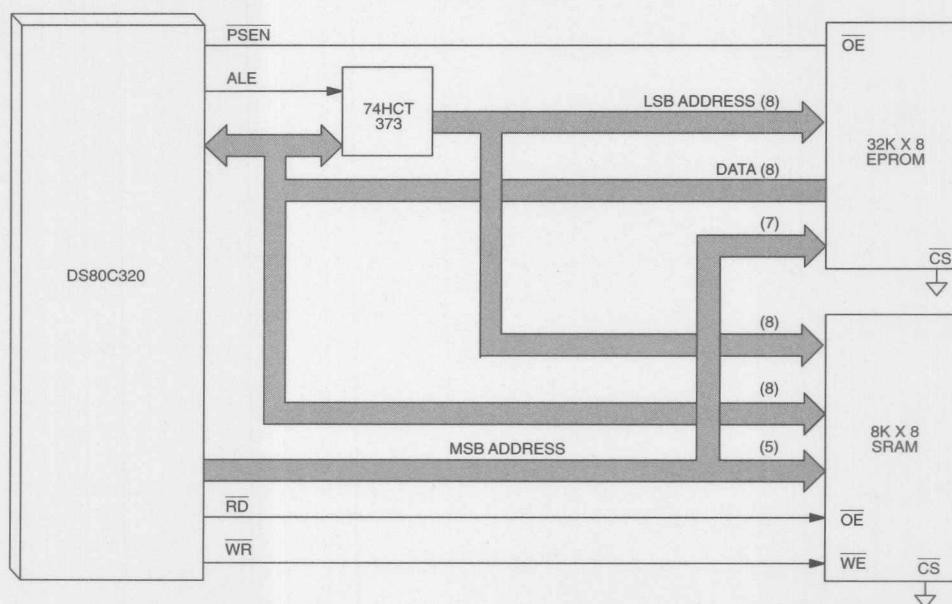 PSEN
OE
ALE
74HCT
373
LSB ADDRESS (8)
32K X 8
EPROM
DATA (8)
(7)
CS
DS80C320
(8)
(8)
MSB ADDRESS
(5)
8K X 8
SRAM
RD
OE
WR
WE
CS